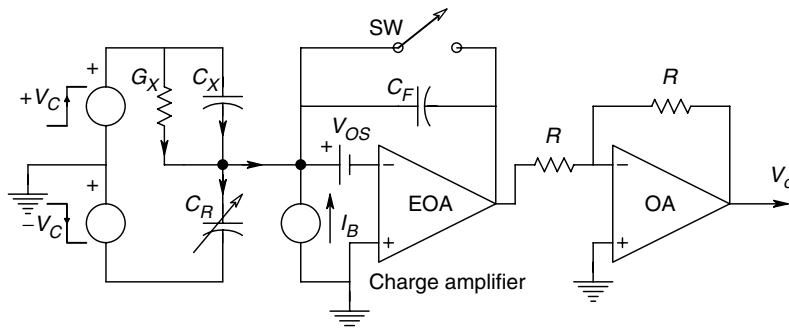 SW
+
G_X
C_X
C_F
R
R
+V_C
V_OS
+
−
−
V_o
+
EOA
OA
C_R
−V_C
I_B
+
+
Charge amplifier